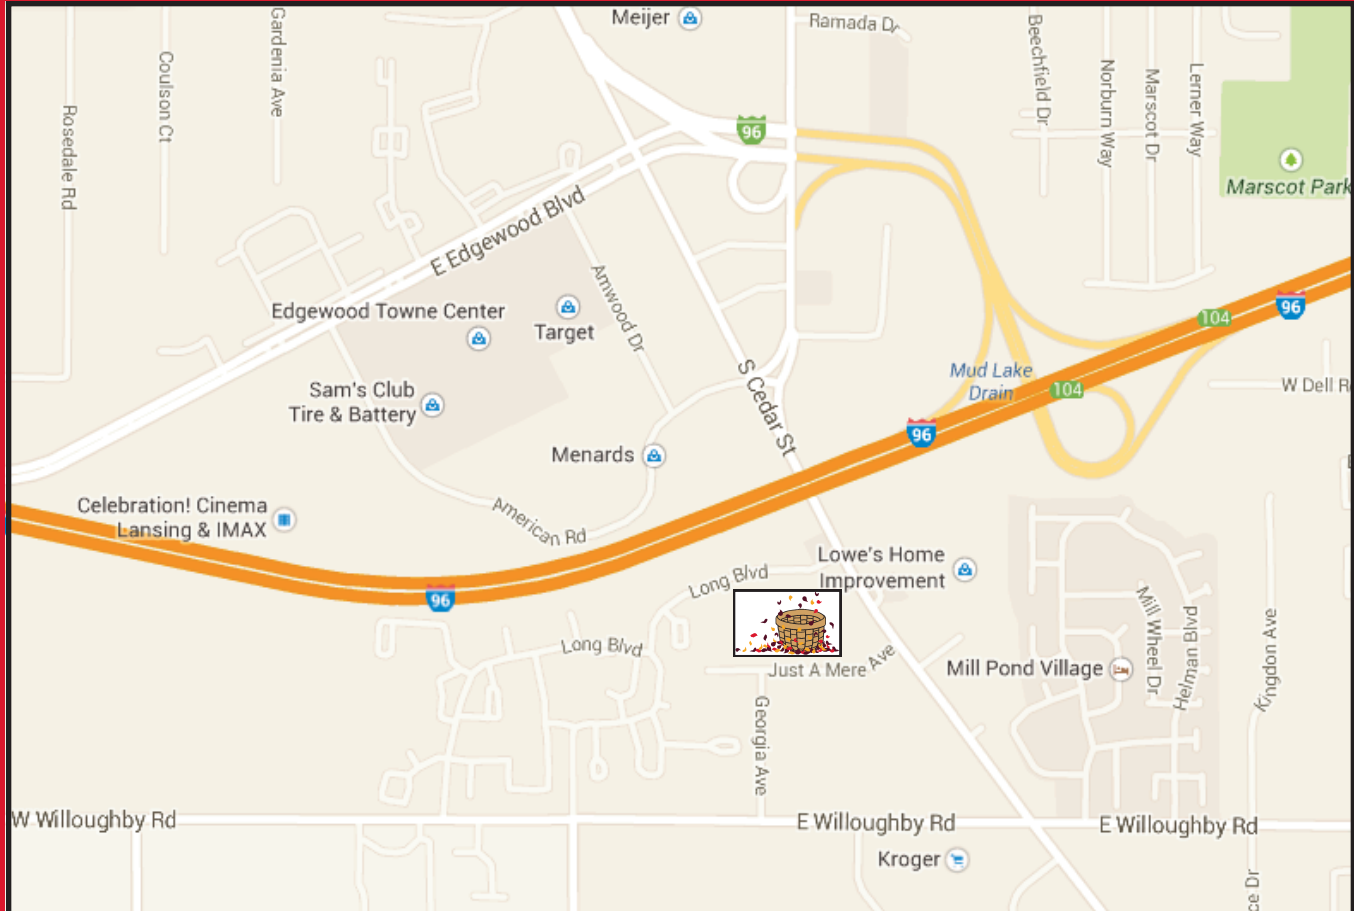 Meijer
Ramada Dr
Gardenia Ave
Coulson Ct
Rosedale Rd
Beechfield Dr
Norburn Way
Marscot Dr
Lerner Way
96
Marscot Park
E Edgewood Blvd
Edgewood Towne Center
Target
Amwood Dr
96
104
Mud Lake
Drain
104
W Dell R
Sam's Club
Tire & Battery
S Cedar St
96
Menards
Celebration! Cinema
Lansing & IMAX
American Rd
Lowe's Home
Improvement
Long Blvd
96
Long Blvd
Just A Mere Ave
Mill Pond Village
Mill Wheel Dr
Helman Blvd
Kingdon Ave
Georgia Ave
W Willoughby Rd
E Willoughby Rd
E Willoughby Rd
Kroger
ce Dr